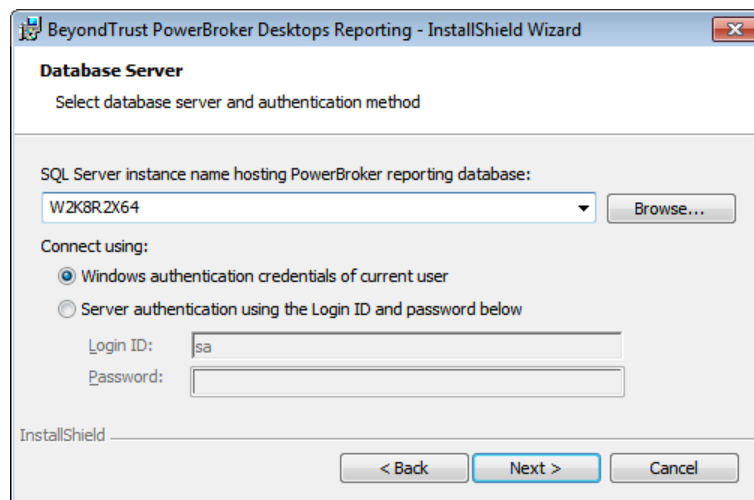 BeyondTrust PowerBroker Desktops Reporting - InstallShield Wizard
Database Server
Select database server and authentication method
SQL Server instance name hosting PowerBroker reporting database:
W2K8R2X64
Browse...
Connect using:
Windows authentication credentials of current user
Server authentication using the Login ID and password below
Login ID:
sa
Password:
InstallShield
< Back
Next >
Cancel